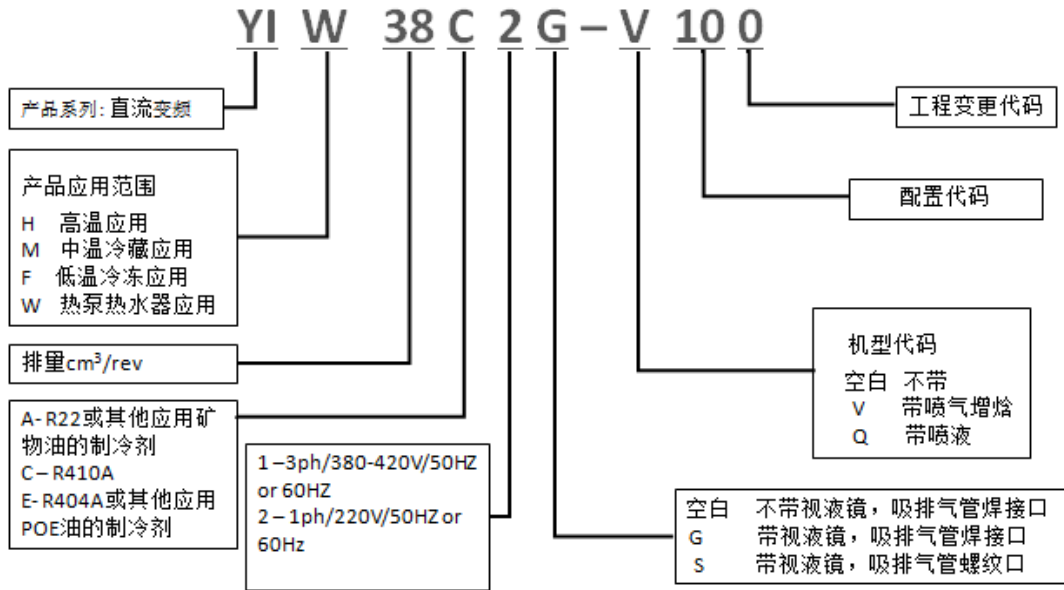 YI W 38 C 2 G – V 10 0
产品系列: 直流变频
工程变更代码
产品应用范围
H 高温应用
M 中温冷藏应用
F 低温冷冻应用
W 热泵热水器应用
配置代码
排量cm³/rev
机型代码
空白 不带
V 带喷气增焓
Q 带喷液
A- R22或其他应用矿
物油的制冷剂
C – R410A
E- R404A或其他应用
POE油的制冷剂
1 – 3ph/380-420V/50HZ
or 60HZ
2 – 1ph/220V/50HZ or
60Hz
空白 不带视液镜，吸排气管焊接口
G 带视液镜，吸排气管焊接口
S 带视液镜，吸排气管螺纹口